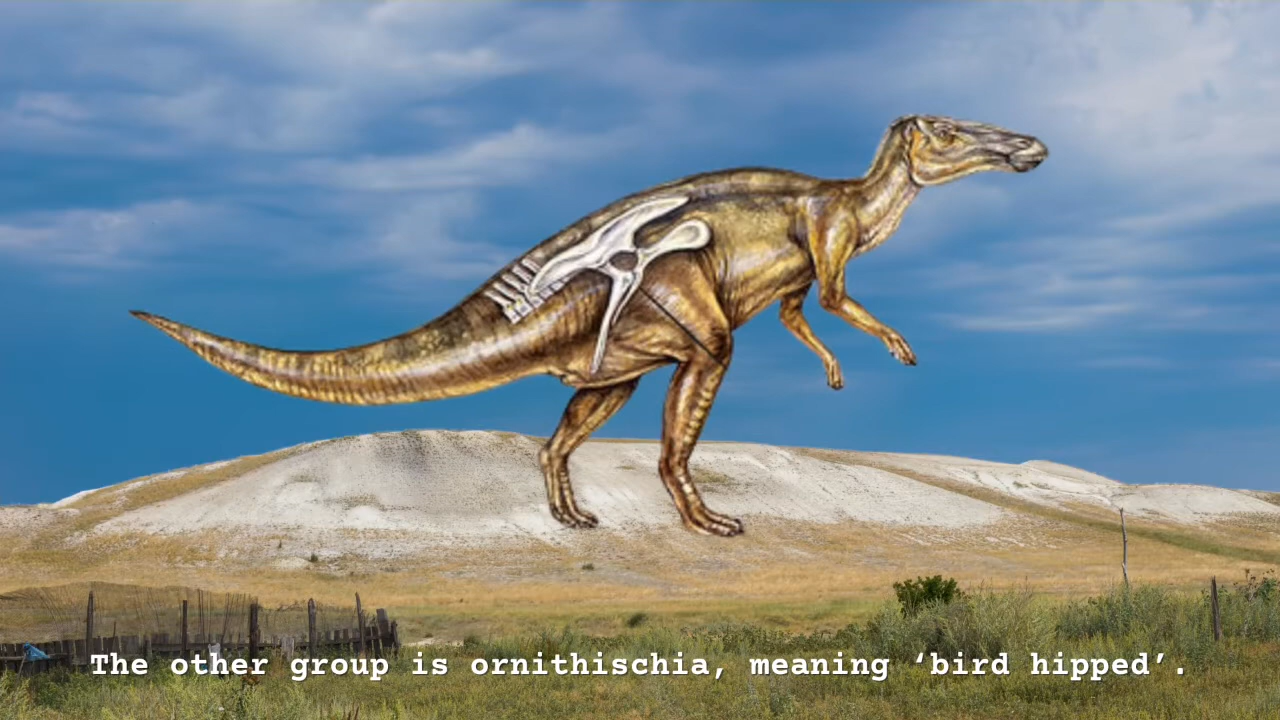 The other group is ornithischia, meaning ‘bird hipped’.